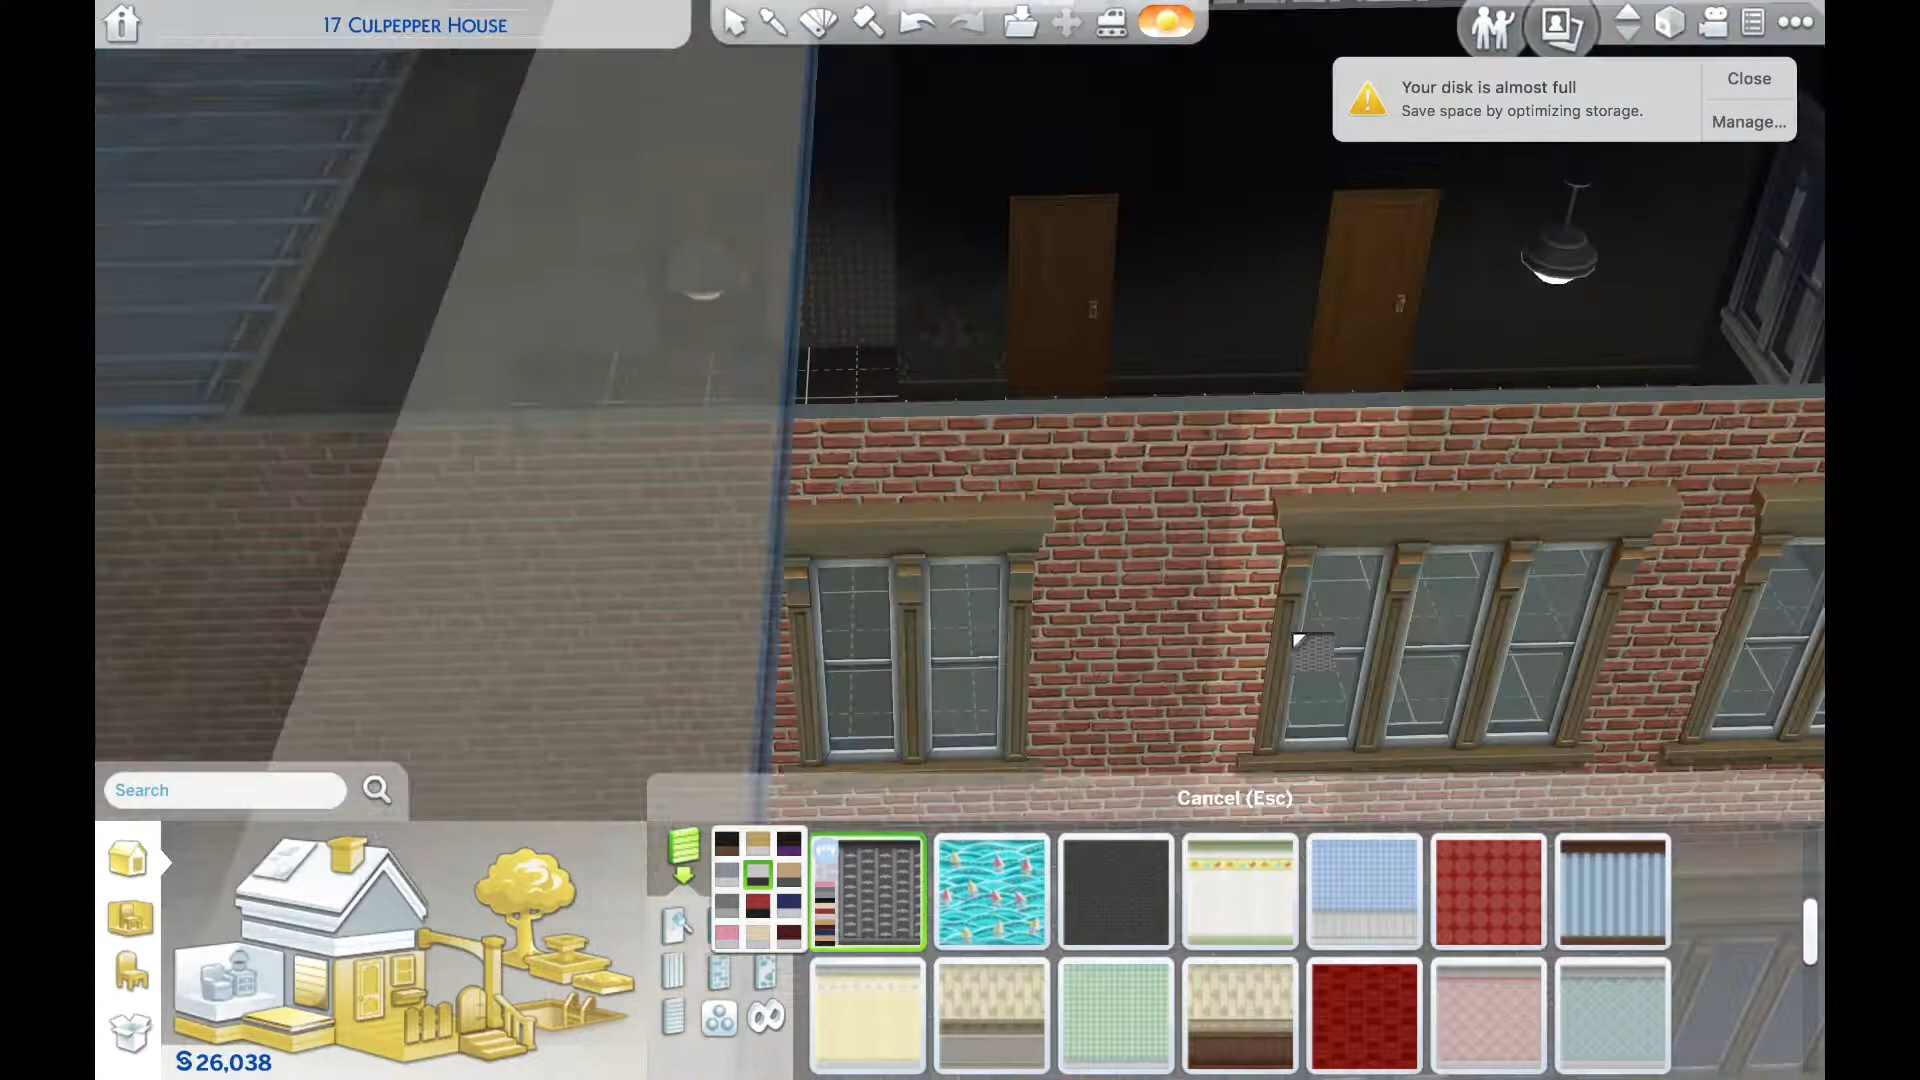 17 CULPEPPER HOUSE
Your disk is almost full
Save space by optimizing storage.
Close
Manage...
Search
Cancel (Esc)
§26,038